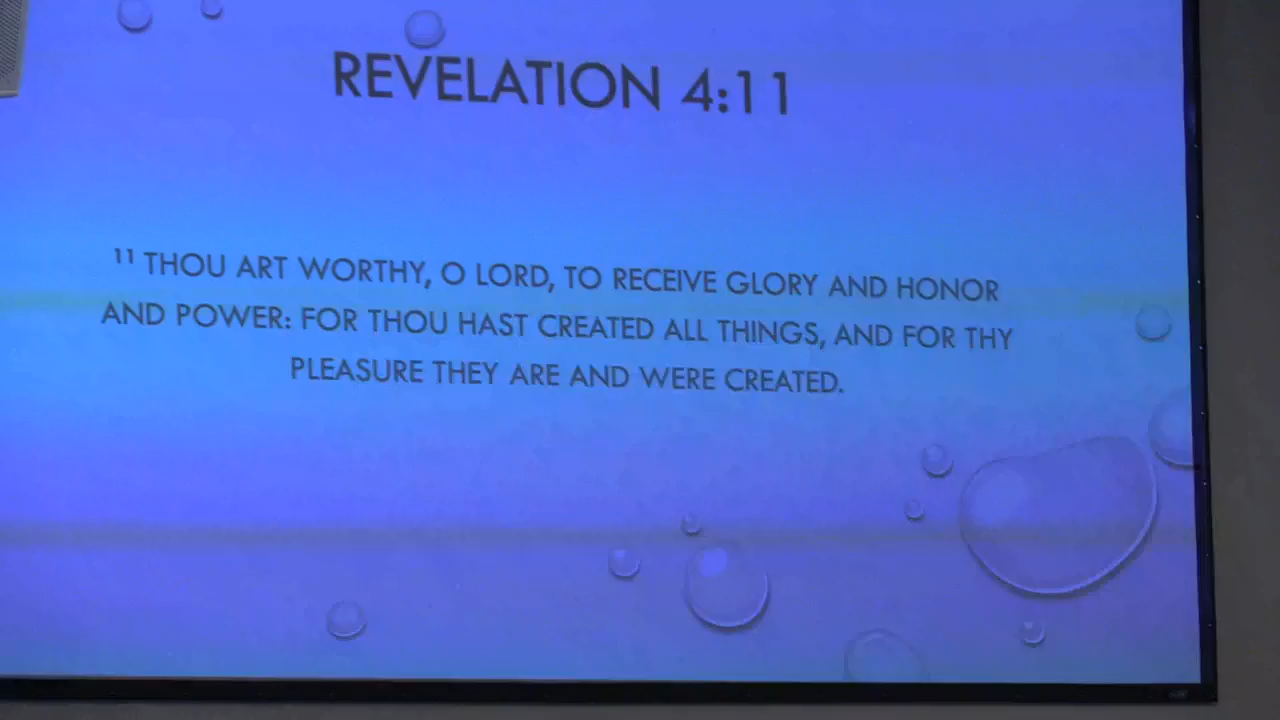 REVELATION 4:11
11 THOU ART WORTHY, O LORD, TO RECEIVE GLORY AND HONOR
AND POWER: FOR THOU HAST CREATED ALL THINGS, AND FOR THY
PLEASURE THEY ARE AND WERE CREATED.